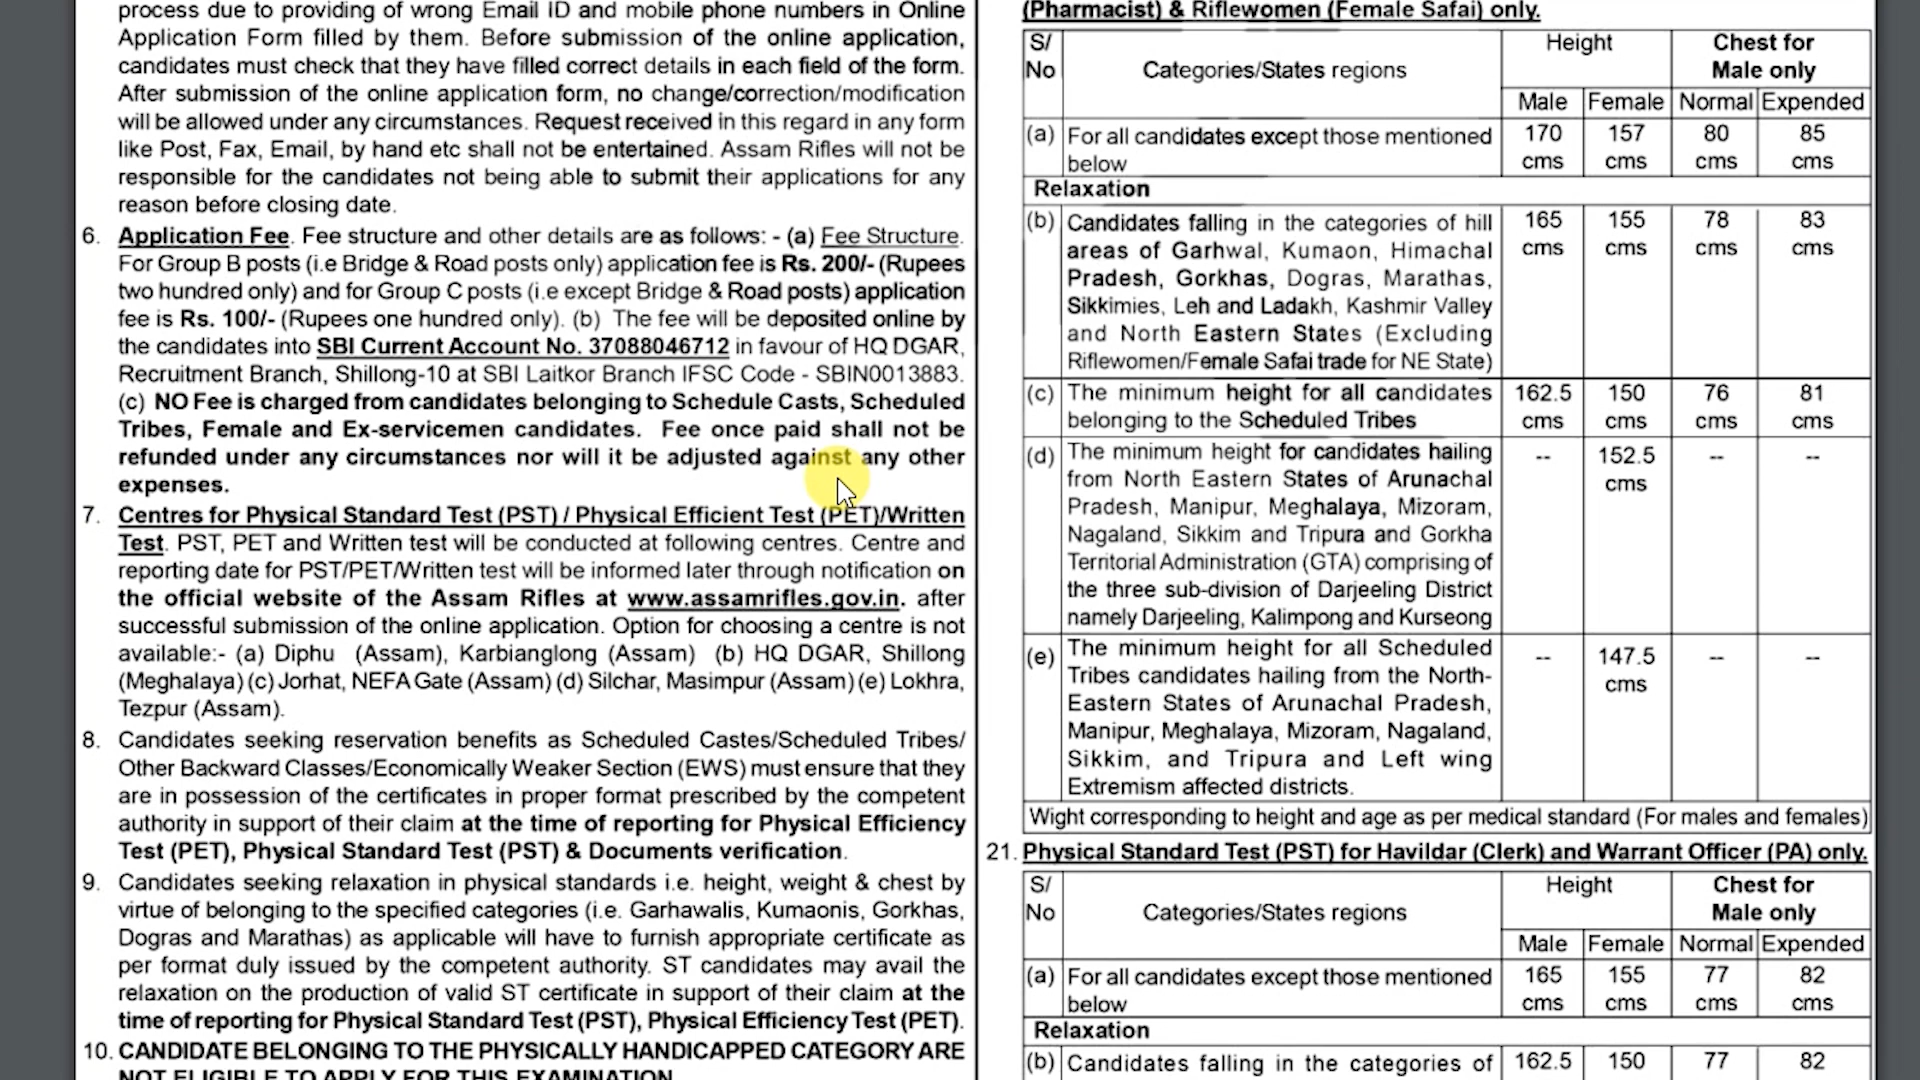 process due to providing of wrong Email ID and mobile phone numbers in Online
Application Form filled by them. Before submission of the online application,
candidates must check that they have filled correct details in each field of the form.
After submission of the online application form, no change/correction/modification
will be allowed under any circumstances. Request received in this regard in any form
like Post, Fax, Email, by hand etc shall not be entertained. Assam Rifles will not be
responsible for the candidates not being able to submit their applications for any
reason before closing date.
6. Application Fee. Fee structure and other details are as follows: - (a) Fee Structure.
For Group B posts (i.e Bridge & Road posts only) application fee is Rs. 200/- (Rupees
two hundred only) and for Group C posts (i.e except Bridge & Road posts) application
fee is Rs. 100/- (Rupees one hundred only). (b) The fee will be deposited online by
the candidates into SBI Current Account No. 37088046712 in favour of HQ DGAR,
Recruitment Branch, Shillong-10 at SBI Laitkor Branch IFSC Code - SBIN0013883.
(c) NO Fee is charged from candidates belonging to Schedule Casts, Scheduled
Tribes, Female and Ex-servicemen candidates. Fee once paid shall not be
refunded under any circumstances nor will it be adjusted against any other
expenses.
7. Centres for Physical Standard Test (PST) / Physical Efficient Test (PET)/Written
Test. PST, PET and Written test will be conducted at following centres. Centre and
reporting date for PST/PET/Written test will be informed later through notification on
the official website of the Assam Rifles at www.assamrifles.gov.in. after
successful submission of the online application. Option for choosing a centre is not
available:- (a) Diphu (Assam), Karbianglong (Assam) (b) HQ DGAR, Shillong
(Meghalaya) (c) Jorhat, NEFA Gate (Assam) (d) Silchar, Masimpur (Assam) (e) Lokhra,
Tezpur (Assam).
8. Candidates seeking reservation benefits as Scheduled Castes/Scheduled Tribes/
Other Backward Classes/Economically Weaker Section (EWS) must ensure that they
are in possession of the certificates in proper format prescribed by the competent
authority in support of their claim at the time of reporting for Physical Efficiency
Test (PET), Physical Standard Test (PST) & Documents verification.
9. Candidates seeking relaxation in physical standards i.e. height, weight & chest by
virtue of belonging to the specified categories (i.e. Garhawalis, Kumaonis, Gorkhas,
Dogras and Marathas) as applicable will have to furnish appropriate certificate as
per format duly issued by the competent authority. ST candidates may avail the
relaxation on the production of valid ST certificate in support of their claim at the
time of reporting for Physical Standard Test (PST), Physical Efficiency Test (PET).
10. CANDIDATE BELONGING TO THE PHYSICALLY HANDICAPPED CATEGORY ARE
NOT ELIGIBLE TO APPLY FOR THIS EXAMINATION
(Pharmacist) & Riflewomen (Female Safai) only.
S/ Height Chest for
No Categories/States regions Male only
Male Female Normal Expended
(a) For all candidates except those mentioned 170 157 80 85
below cms cms cms cms
Relaxation
(b) Candidates falling in the categories of hill 165 155 78 83
areas of Garhwal, Kumaon, Himachal cms cms cms cms
Pradesh, Gorkhas, Dogras, Marathas,
Sikkimies, Leh and Ladakh, Kashmir Valley
and North Eastern States (Excluding
Riflewomen/Female Safai trade for NE State)
(c) The minimum height for all candidates 162.5 150 76 81
belonging to the Scheduled Tribes cms cms cms cms
(d) The minimum height for candidates hailing -- 152.5 -- --
from North Eastern States of Arunachal cms
Pradesh, Manipur, Meghalaya, Mizoram,
Nagaland, Sikkim and Tripura and Gorkha
Territorial Administration (GTA) comprising of
the three sub-division of Darjeeling District
namely Darjeeling, Kalimpong and Kurseong
(e) The minimum height for all Scheduled -- 147.5 -- --
Tribes candidates hailing from the North- cms
Eastern States of Arunachal Pradesh,
Manipur, Meghalaya, Mizoram, Nagaland,
Sikkim, and Tripura and Left wing
Extremism affected districts.
Wight corresponding to height and age as per medical standard (For males and females)
21. Physical Standard Test (PST) for Havildar (Clerk) and Warrant Officer (PA) only.
S/ Height Chest for
No Categories/States regions Male only
Male Female Normal Expended
(a) For all candidates except those mentioned 165 155 77 82
below cms cms cms cms
Relaxation
(b) Candidates falling in the categories of 162.5 150 77 82